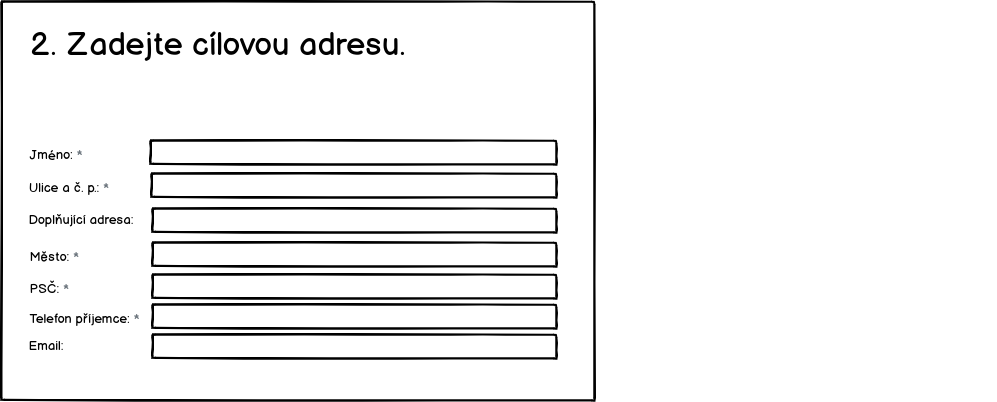 2. Zadejte cílovou adresu.
Jméno: *
Ulice a č. p.: *
Doplňující adresa:
Město: *
PSČ: *
Telefon příjemce: *
Email: